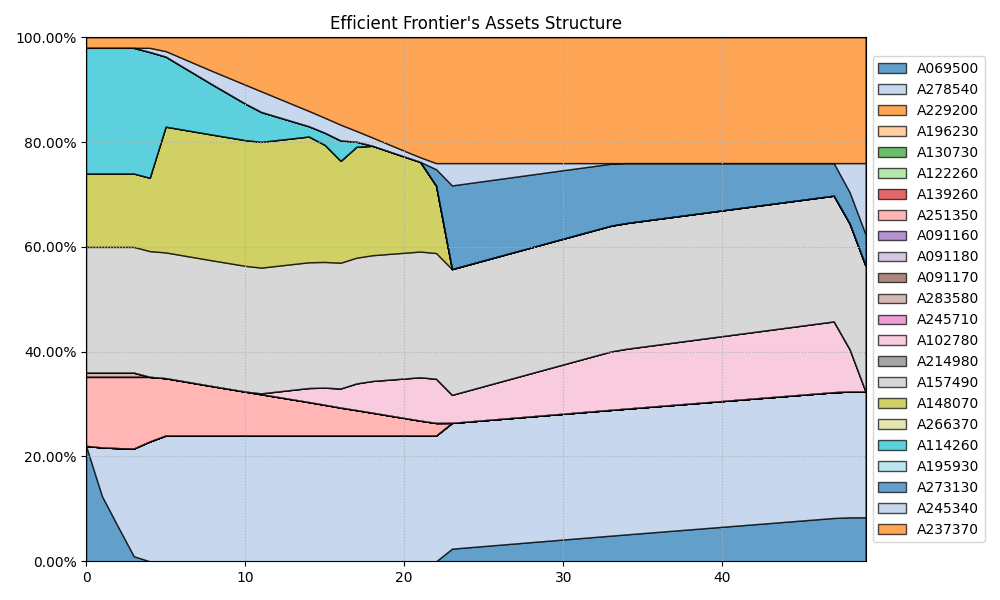 Efficient Frontier's Assets Structure
100.00%
80.00%
60.00%
40.00%
20.00%
0.00%
0
10
20
30
40
A069500
A278540
A229200
A196230
A130730
A122260
A139260
A251350
A091160
A091180
A091170
A283580
A245710
A102780
A214980
A157490
A148070
A266370
A114260
A195930
A273130
A245340
A237370